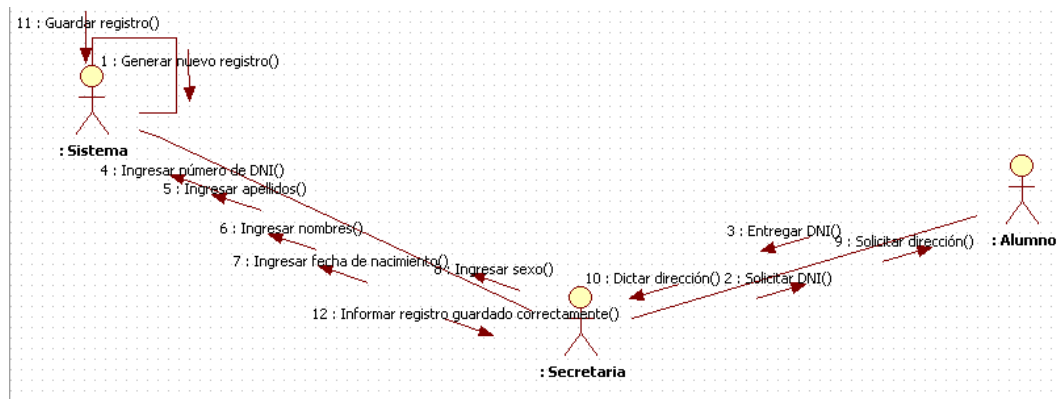 11 : Guardar registro()
1 : Generar nuevo registro()
: Sistema
4 : Ingresar número de DNI()
5 : Ingresar apellidos()
6 : Ingresar nombres()
3 : Entregar DNI()
9 : Solicitar dirección()
: Alumno
7 : Ingresar fecha de nacimiento()
8 : Ingresar sexo()
10 : Dictar dirección()
2 : Solicitar DNI()
12 : Informar registro guardado correctamente()
: Secretaria